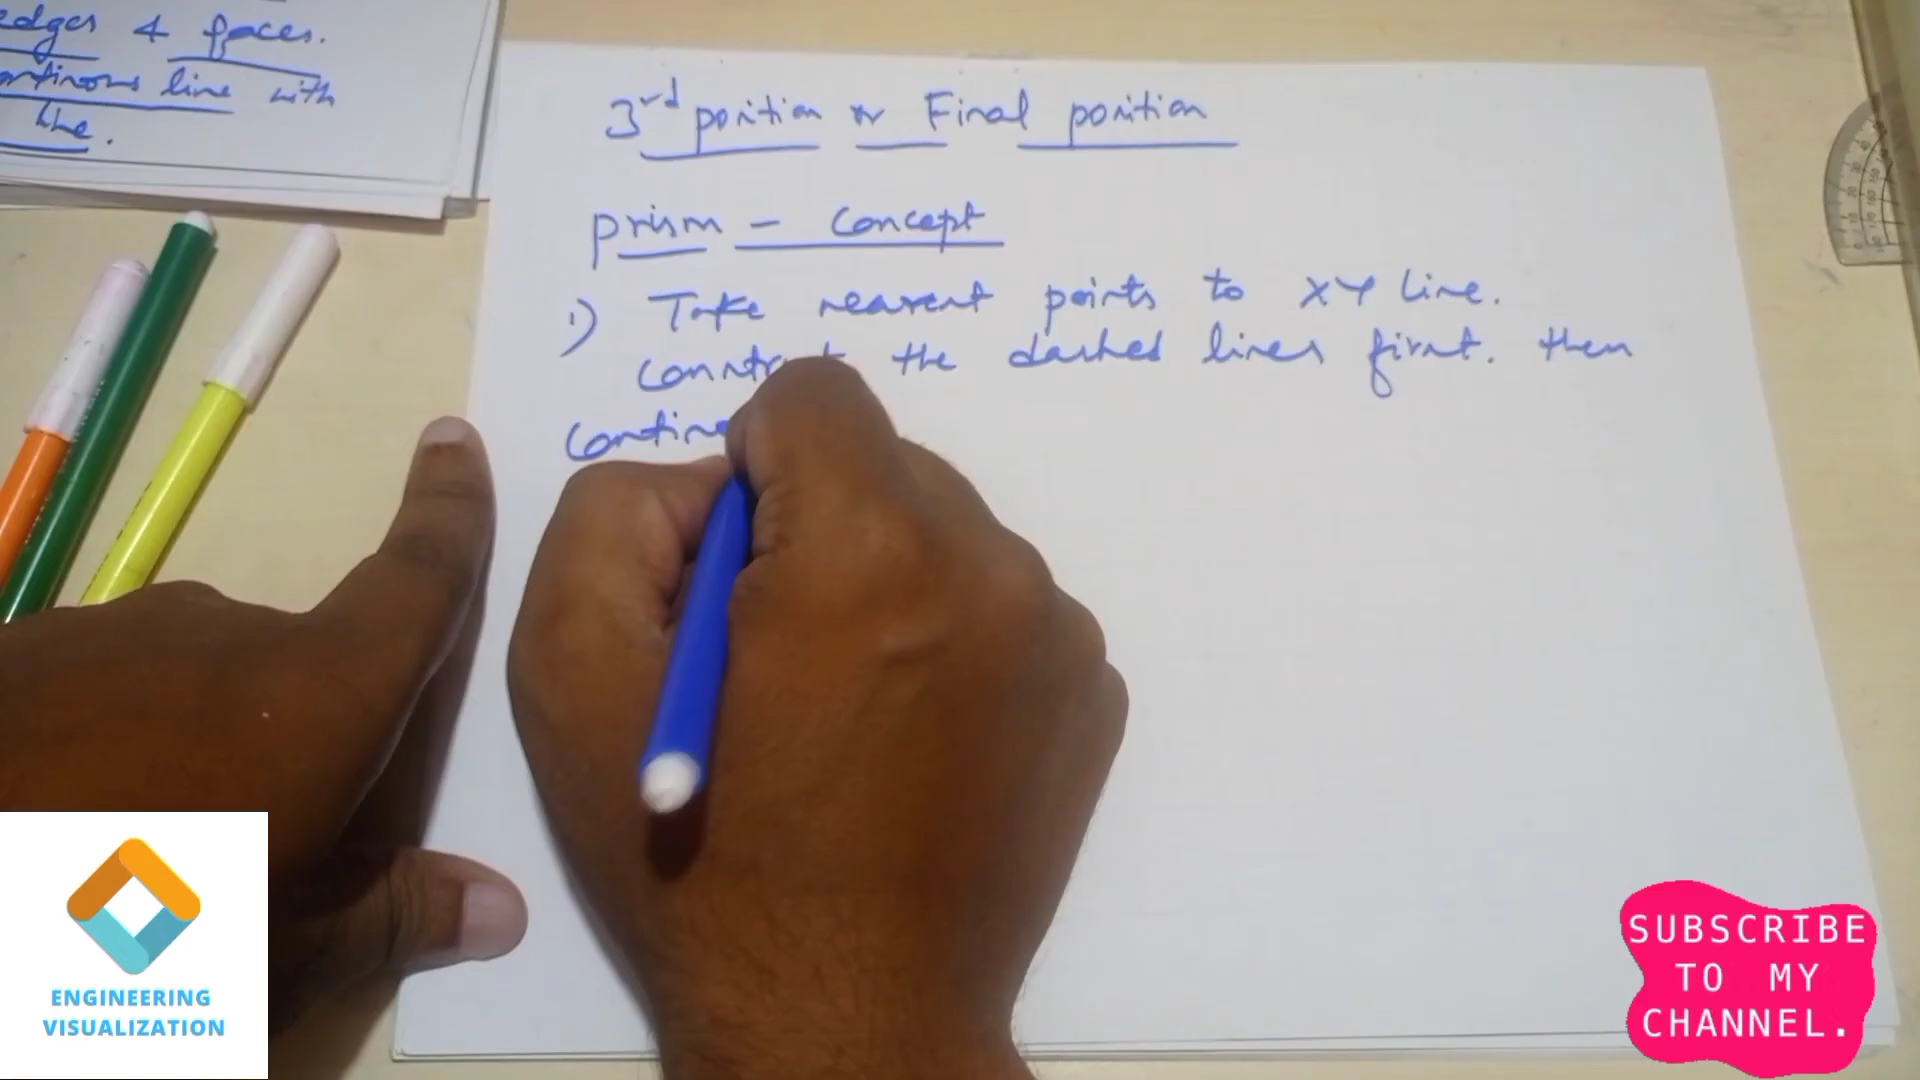 edges & faces.
line with
line.
3rd position or Final position
prism - concept
1) Take nearest points to XY line.
construct the dashed lines first. then
ENGINEERING
VISUALIZATION
SUBSCRIBE
TO MY
CHANNEL.